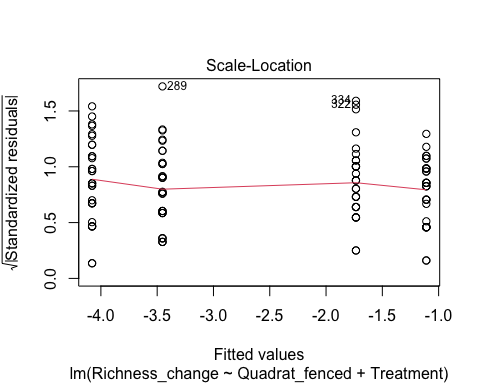 Scale-Location
√|Standardized residuals|
0.0 0.5 1.0 1.5
289
334
322
-4.0 -3.5 -3.0 -2.5 -2.0 -1.5 -1.0
Fitted values
lm(Richness_change ~ Quadrat_fenced + Treatment)